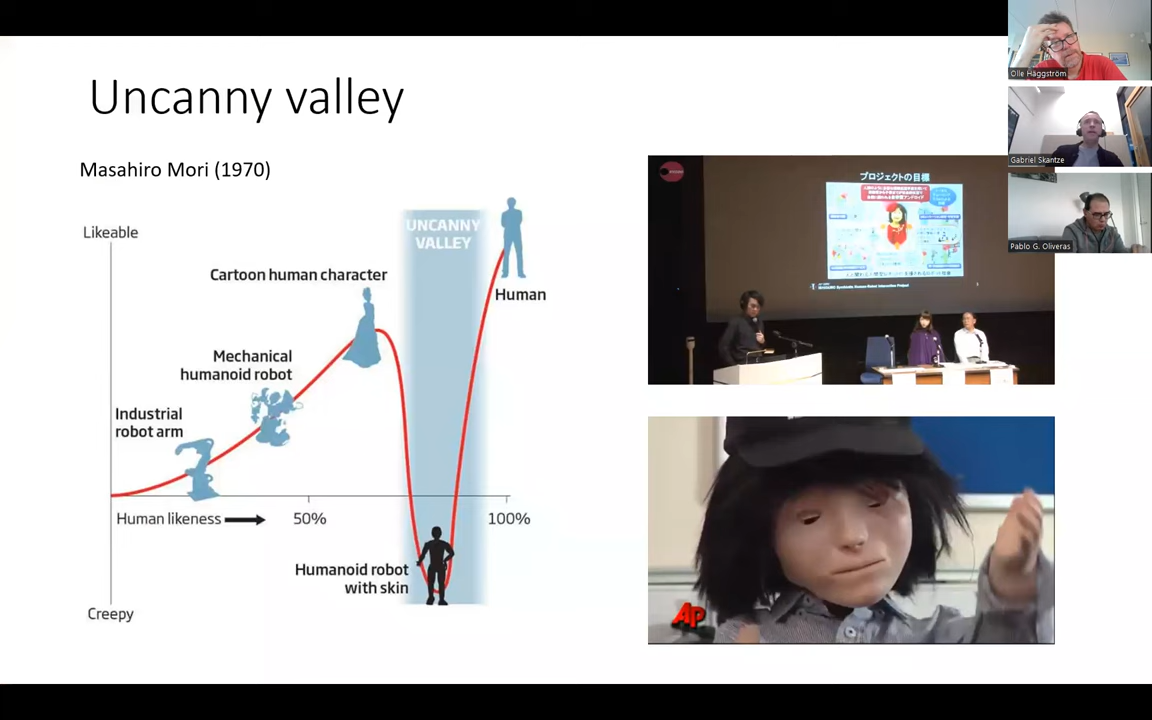 Uncanny valley
Masahiro Mori (1970)
Likeable
UNCANNY
VALLEY
Cartoon human character
Human
Mechanical
humanoid robot
Industrial
robot arm
Human likeness
50%
100%
Humanoid robot
with skin
Creepy
プロジェクトの目標
AP
Olle Häggström
Gabriel Skantze
Pablo G. Oliveras